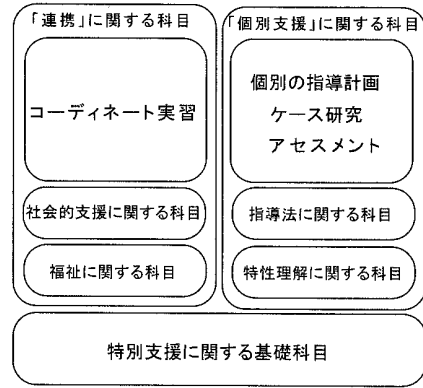 「連携」に関する科目
コーディネート実習
社会的支援に関する科目
福祉に関する科目
「個別支援」に関する科目
個別の指導計画
ケース研究
アセスメント
指導法に関する科目
特性理解に関する科目
特別支援に関する基礎科目